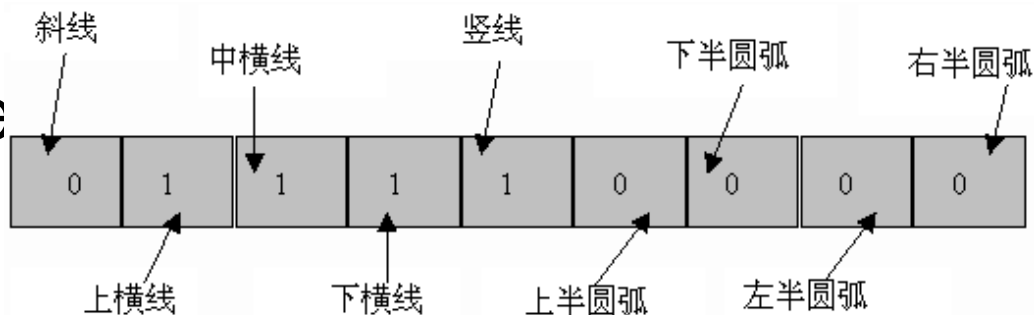 斜线 中横线 竖线 下半圆弧 右半圆弧
0 1 1 1 1 0 0 0 0
上横线 下横线 上半圆弧 左半圆弧